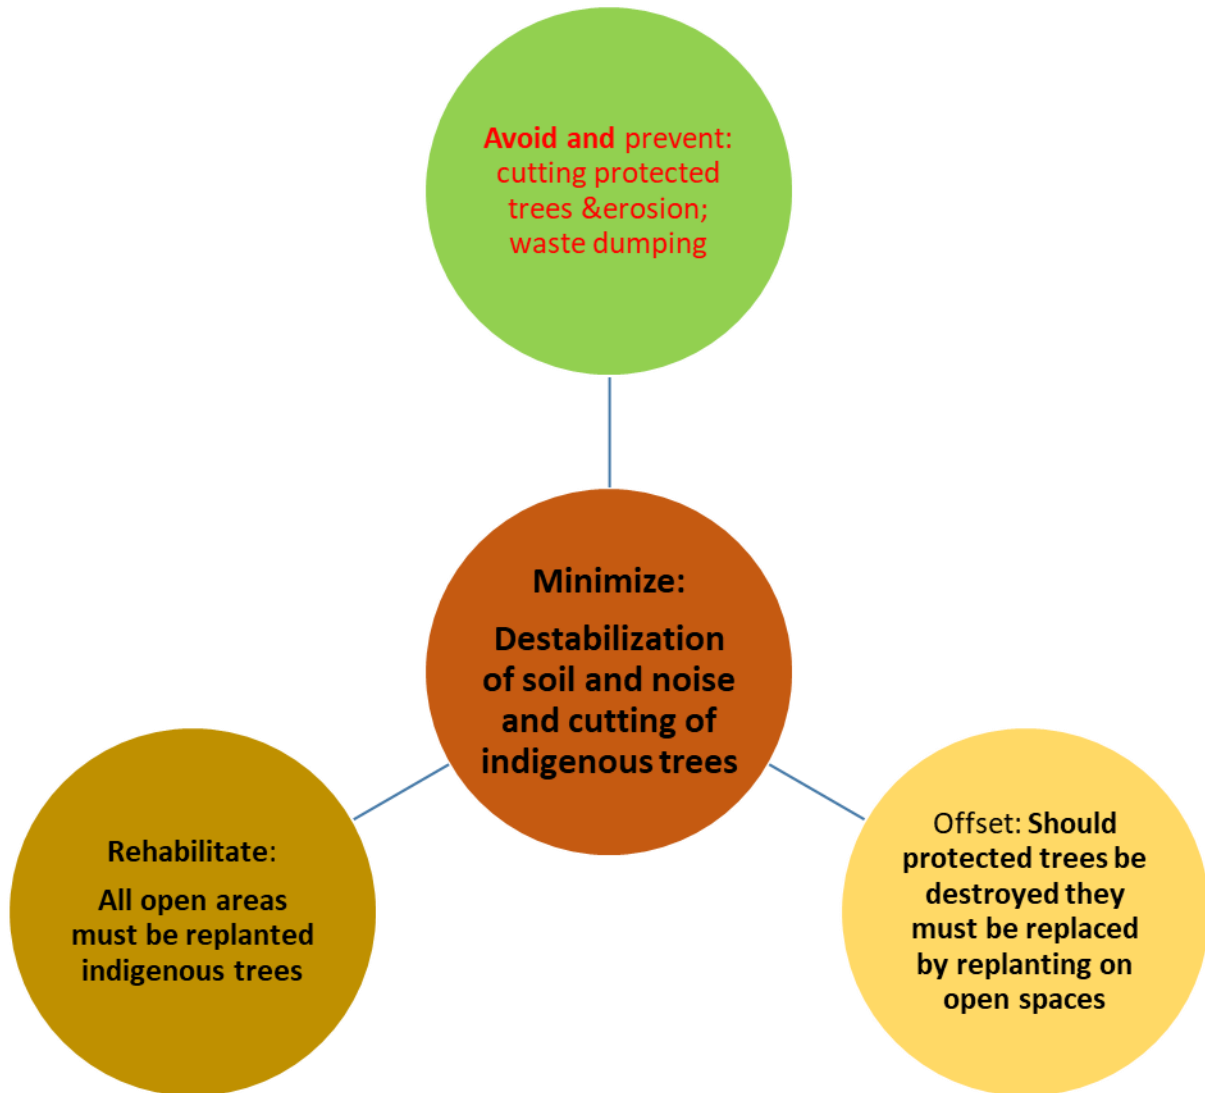 Avoid and prevent:
cutting protected
trees &erosion;
waste dumping
Minimize:
Destabilization
of soil and noise
and cutting of
indigenous trees
Rehabilitate:
All open areas
must be replanted
indigenous trees
Offset: Should
protected trees be
destroyed they
must be replaced
by replanting on
open spaces